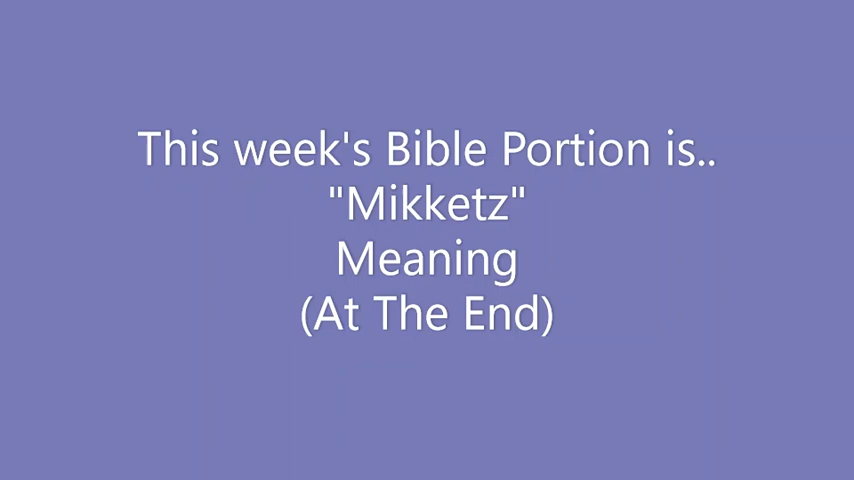 This week's Bible Portion is..
"Mikketz"
Meaning
(At The End)